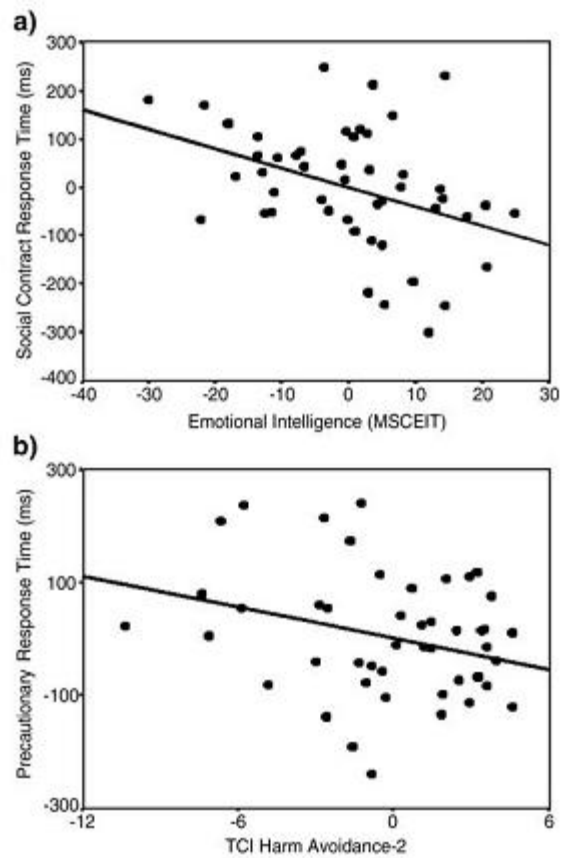 a)
300
200
100
0
-100
-200
-300
-400
Social Contract Response Time (ms)
-40 -30 -20 -10 0 10 20 30
Emotional Intelligence (MSCEIT)
b)
300
100
-100
-300
Precautionary Response Time (ms)
-12 -6 0 6
TCI Harm Avoidance-2